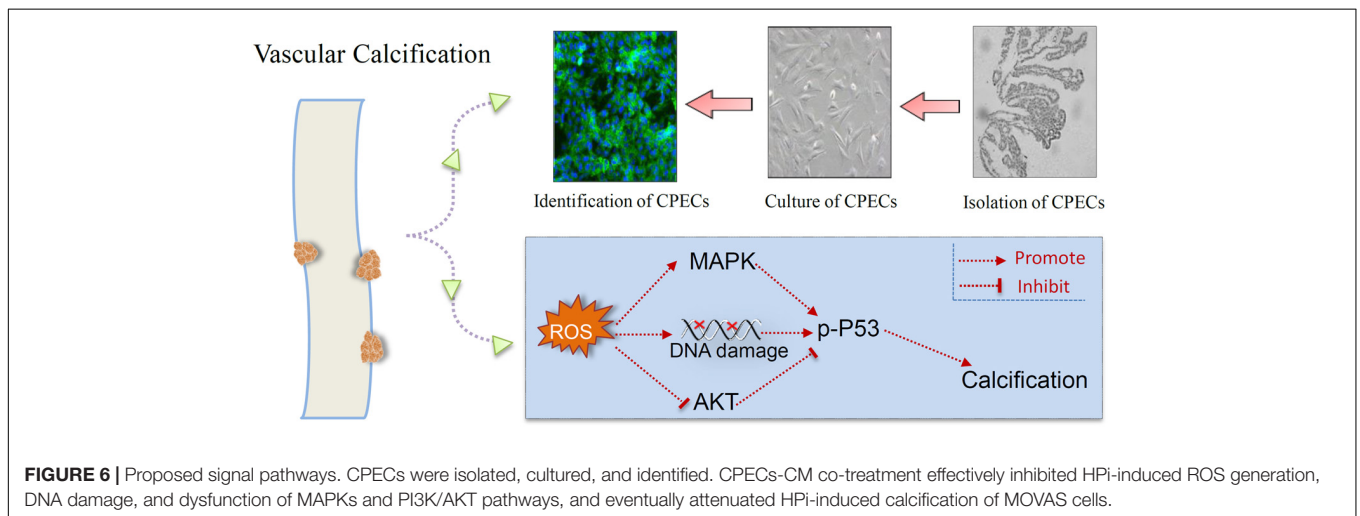 Vascular Calcification
Identification of CPECs
Culture of CPECs
Isolation of CPECs
MAPK
Promote
Inhibit
ROS
DNA damage
p-P53
AKT
Calcification
FIGURE 6 | Proposed signal pathways. CPECs were isolated, cultured, and identified. CPECs-CM co-treatment effectively inhibited HPi-induced ROS generation,
DNA damage, and dysfunction of MAPKs and PI3K/AKT pathways, and eventually attenuated HPi-induced calcification of MOVAS cells.